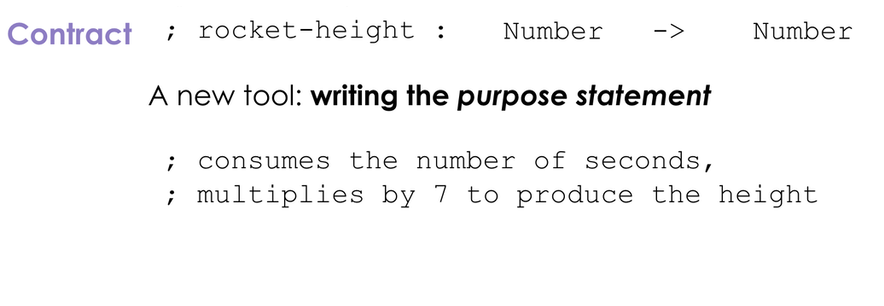 Contract ; rocket-height : Number -> Number
A new tool: writing the purpose statement
; consumes the number of seconds,
; multiplies by 7 to produce the height